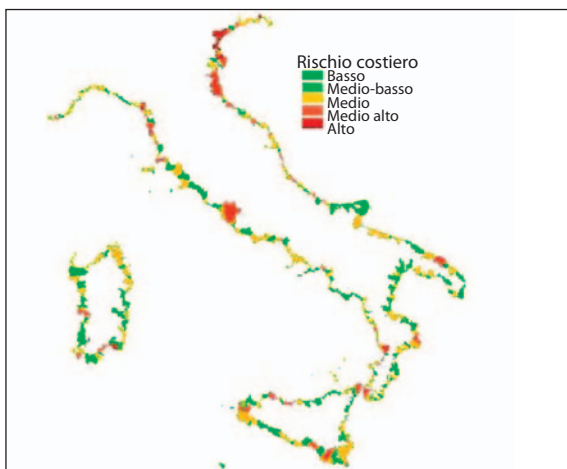 Rischio costiero
Basso
Medio-basso
Medio
Medio alto
Alto